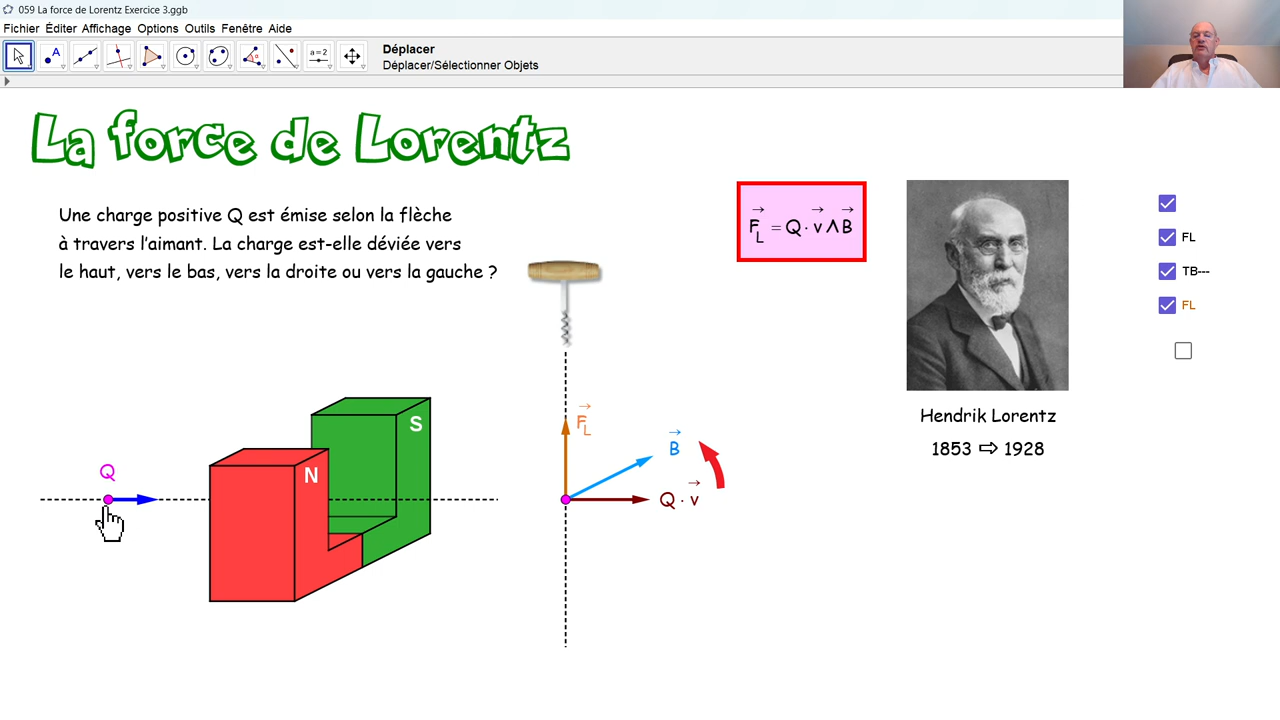 059 La force de Lorentz Exercice 3.ggb
Fichier Éditer Affichage Options Outils Fenêtre Aide
A
a=2
Déplacer
Déplacer/Sélectionner Objets
La force de Lorentz
Une charge positive Q est émise selon la flèche
à travers l'aimant. La charge est-elle déviée vers
le haut, vers le bas, vers la droite ou vers la gauche ?
F⃗L = Q · v⃗ ∧ B⃗
FL
TB---
FL
Hendrik Lorentz
1853 ⇨ 1928
S
N
Q
F⃗L
B⃗
Q · v⃗